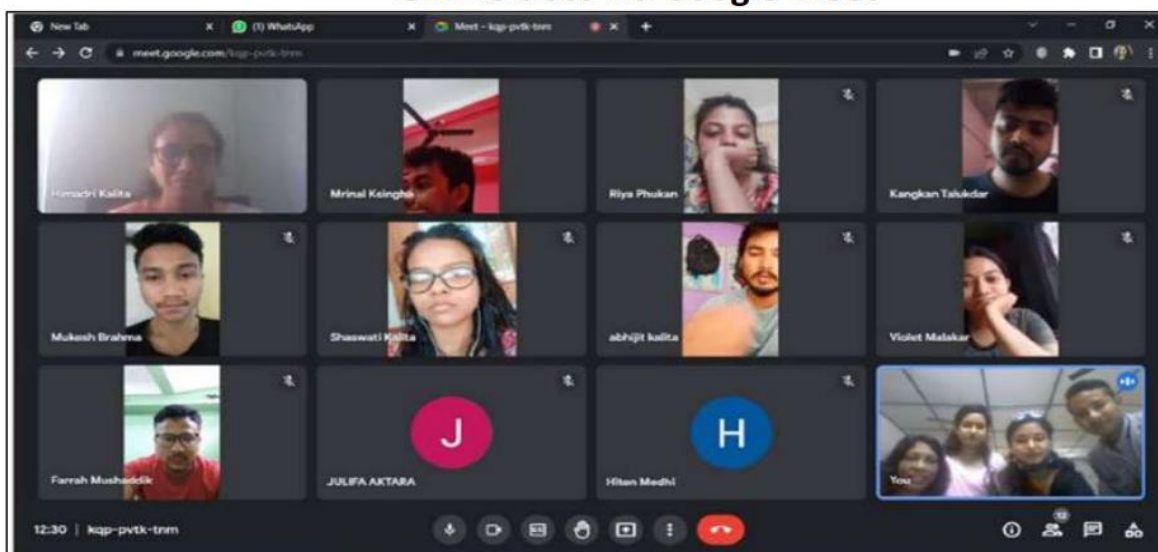 New Tab
(1) WhatsApp
Meet – kqp-pvtk-tnm
meet.google.com/kqp-pvtk-tnm
Himadri Kalita
Mrinal Ksingha
Riya Phukan
Kangkan Talukdar
Mukesh Brahma
Shaswati Kalita
abhijit kalita
Violet Malakar
Farrah Mushaddik
J
JULIFA AKTARA
H
Hiten Medhi
You
12:30 | kqp-pvtk-tnm
12